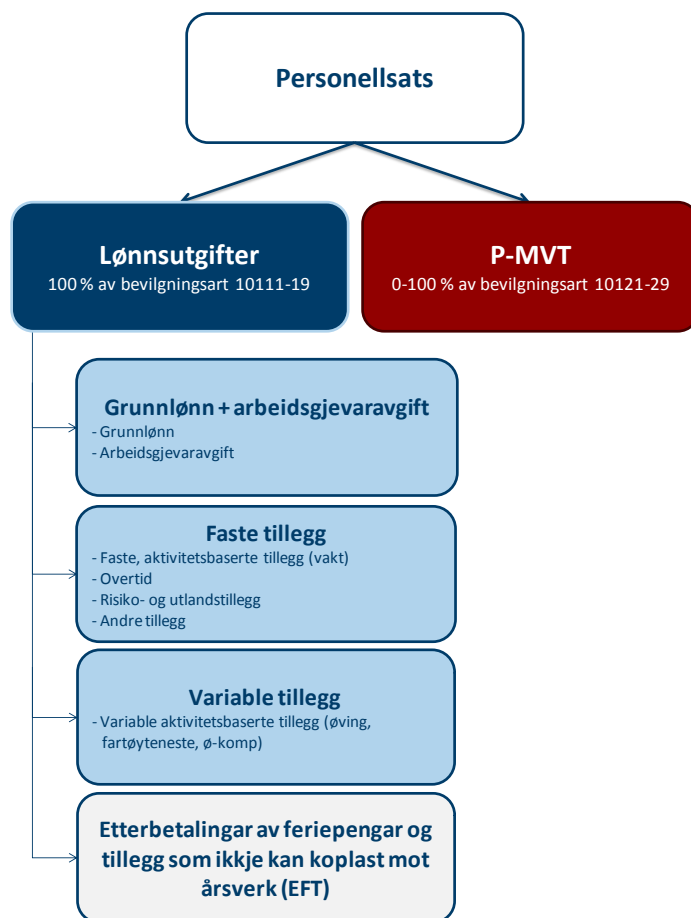 Personellsats
Lønnsutgifter
100 % av bevilgningsart 10111-19
P-MVT
0-100 % av bevilgningsart 10121-29
Grunnlønn + arbeidsgjevaravgift
- Grunnlønn
- Arbeidsgjevaravgift
Faste tillegg
- Faste, aktivitetsbaserte tillegg (vakt)
- Overtid
- Risiko- og utlandstillegg
- Andre tillegg
Variable tillegg
- Variable aktivitetsbaserte tillegg (øving,
fartøyteneste, ø-komp)
Etterbetalingar av feriepengar og
tillegg som ikkje kan koplast mot
årsverk (EFT)